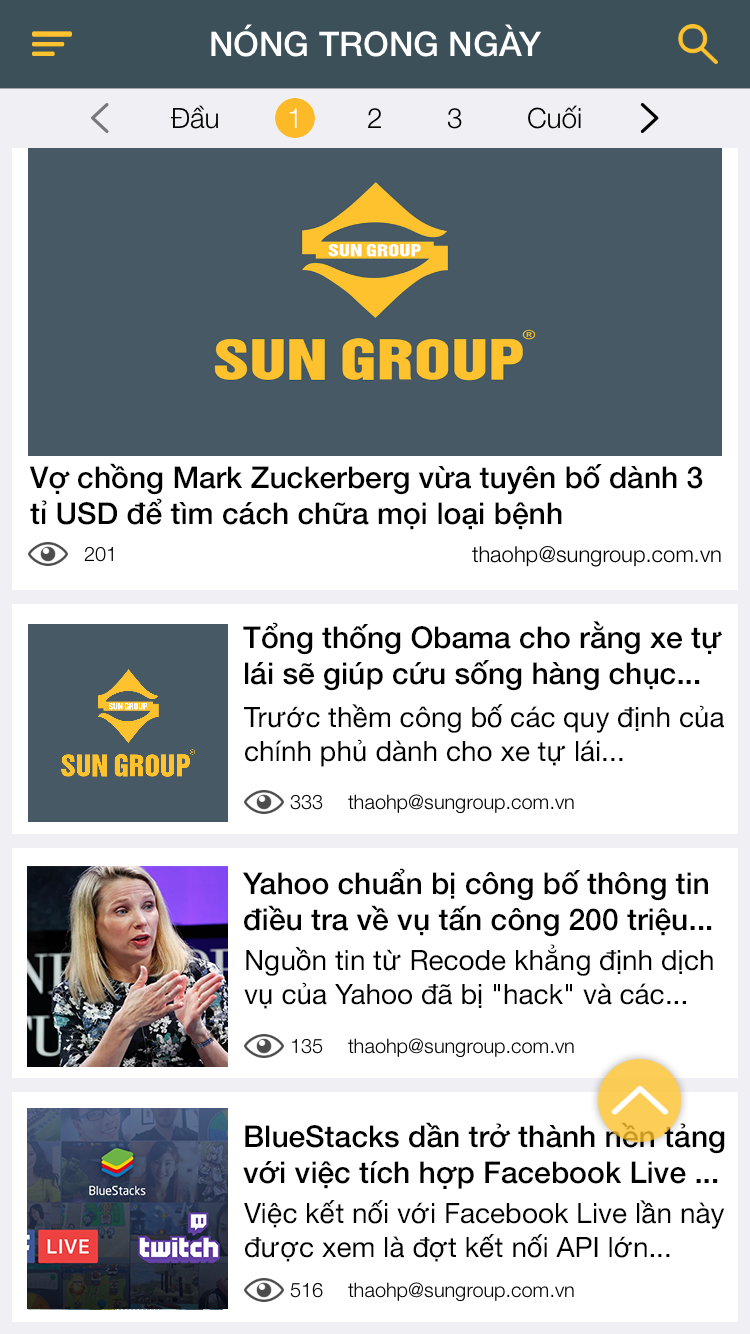 NÓNG TRONG NGÀY
Đầu 1 2 3 Cuối
SUN GROUP
SUN GROUP®
Vợ chồng Mark Zuckerberg vừa tuyên bố dành 3
tỉ USD để tìm cách chữa mọi loại bệnh
201 thaohp@sungroup.com.vn
SUN GROUP
SUN GROUP®
Tổng thống Obama cho rằng xe tự
lái sẽ giúp cứu sống hàng chục...
Trước thềm công bố các quy định của
chính phủ dành cho xe tự lái...
333 thaohp@sungroup.com.vn
Yahoo chuẩn bị công bố thông tin
điều tra về vụ tấn công 200 triệu...
Nguồn tin từ Recode khẳng định dịch
vụ của Yahoo đã bị "hack" và các...
135 thaohp@sungroup.com.vn
BlueStacks
LIVE
twitch
BlueStacks dần trở thành nền tảng
với việc tích hợp Facebook Live ...
Việc kết nối với Facebook Live lần này
được xem là đợt kết nối API lớn...
516 thaohp@sungroup.com.vn